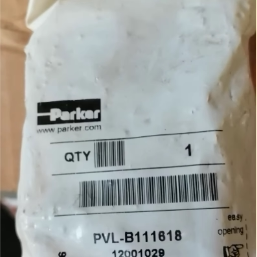 Parker
www.parker.com
QTY 1
PVL-B111618
easy
opening
12001029